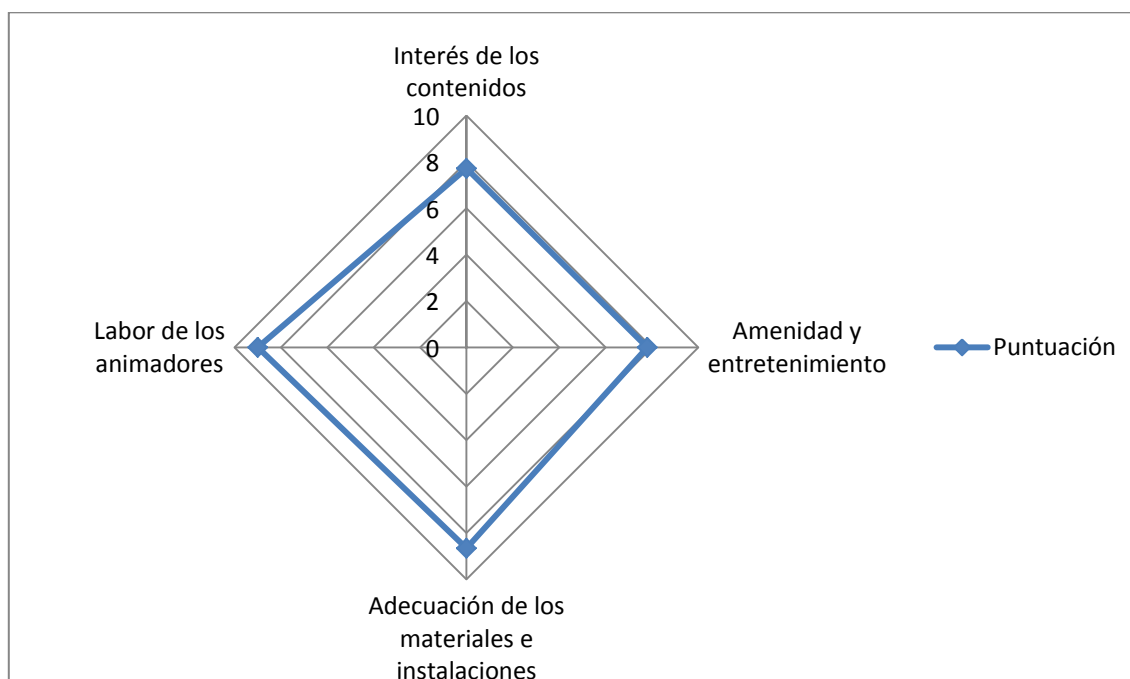 Interés de los
contenidos
10
8
6
4
2
0
Labor de los
animadores
Amenidad y
entretenimiento
Puntuación
Adecuación de los
materiales e
instalaciones